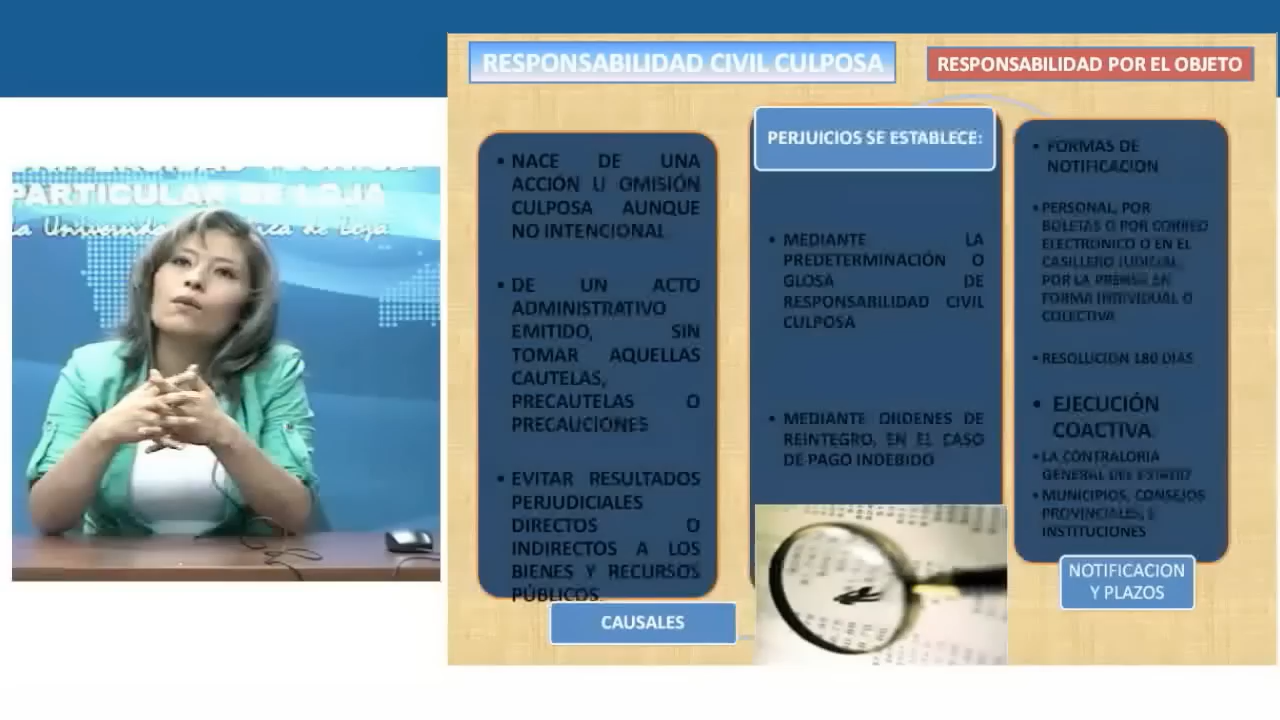 PARTICULAR DE LOJA
RESPONSABILIDAD CIVIL CULPOSA
RESPONSABILIDAD POR EL OBJETO
• NACE DE UNA
ACCIÓN U OMISIÓN
CULPOSA AUNQUE
NO INTENCIONAL
• DE UN ACTO
ADMINISTRATIVO
EMITIDO, SIN
TOMAR AQUELLAS
CAUTELAS,
PRECAUTELAS O
PRECAUCIONES
• EVITAR RESULTADOS
PERJUDICIALES
DIRECTOS O
INDIRECTOS A LOS
BIENES Y RECURSOS
PÚBLICOS.
CAUSALES
PERJUICIOS SE ESTABLECE:
• MEDIANTE LA
PREDETERMINACIÓN O
GLOSA DE
RESPONSABILIDAD CIVIL
CULPOSA
• MEDIANTE ORDENES DE
REINTEGRO, EN EL CASO
DE PAGO INDEBIDO
• FORMAS DE
NOTIFICACION
• PERSONAL, POR
BOLETAS O POR CORREO
ELECTRONICO O EN EL
CASILLERO JUDICIAL,
POR LA PRENSA EN
FORMA INDIVIDUAL O
COLECTIVA
• RESOLUCION 180 DIAS
• EJECUCIÓN
COACTIVA
• LA CONTRALORIA
GENERAL DEL ESTADO
• MUNICIPIOS, CONSEJOS
PROVINCIALES, E
INSTITUCIONES
NOTIFICACION
Y PLAZOS